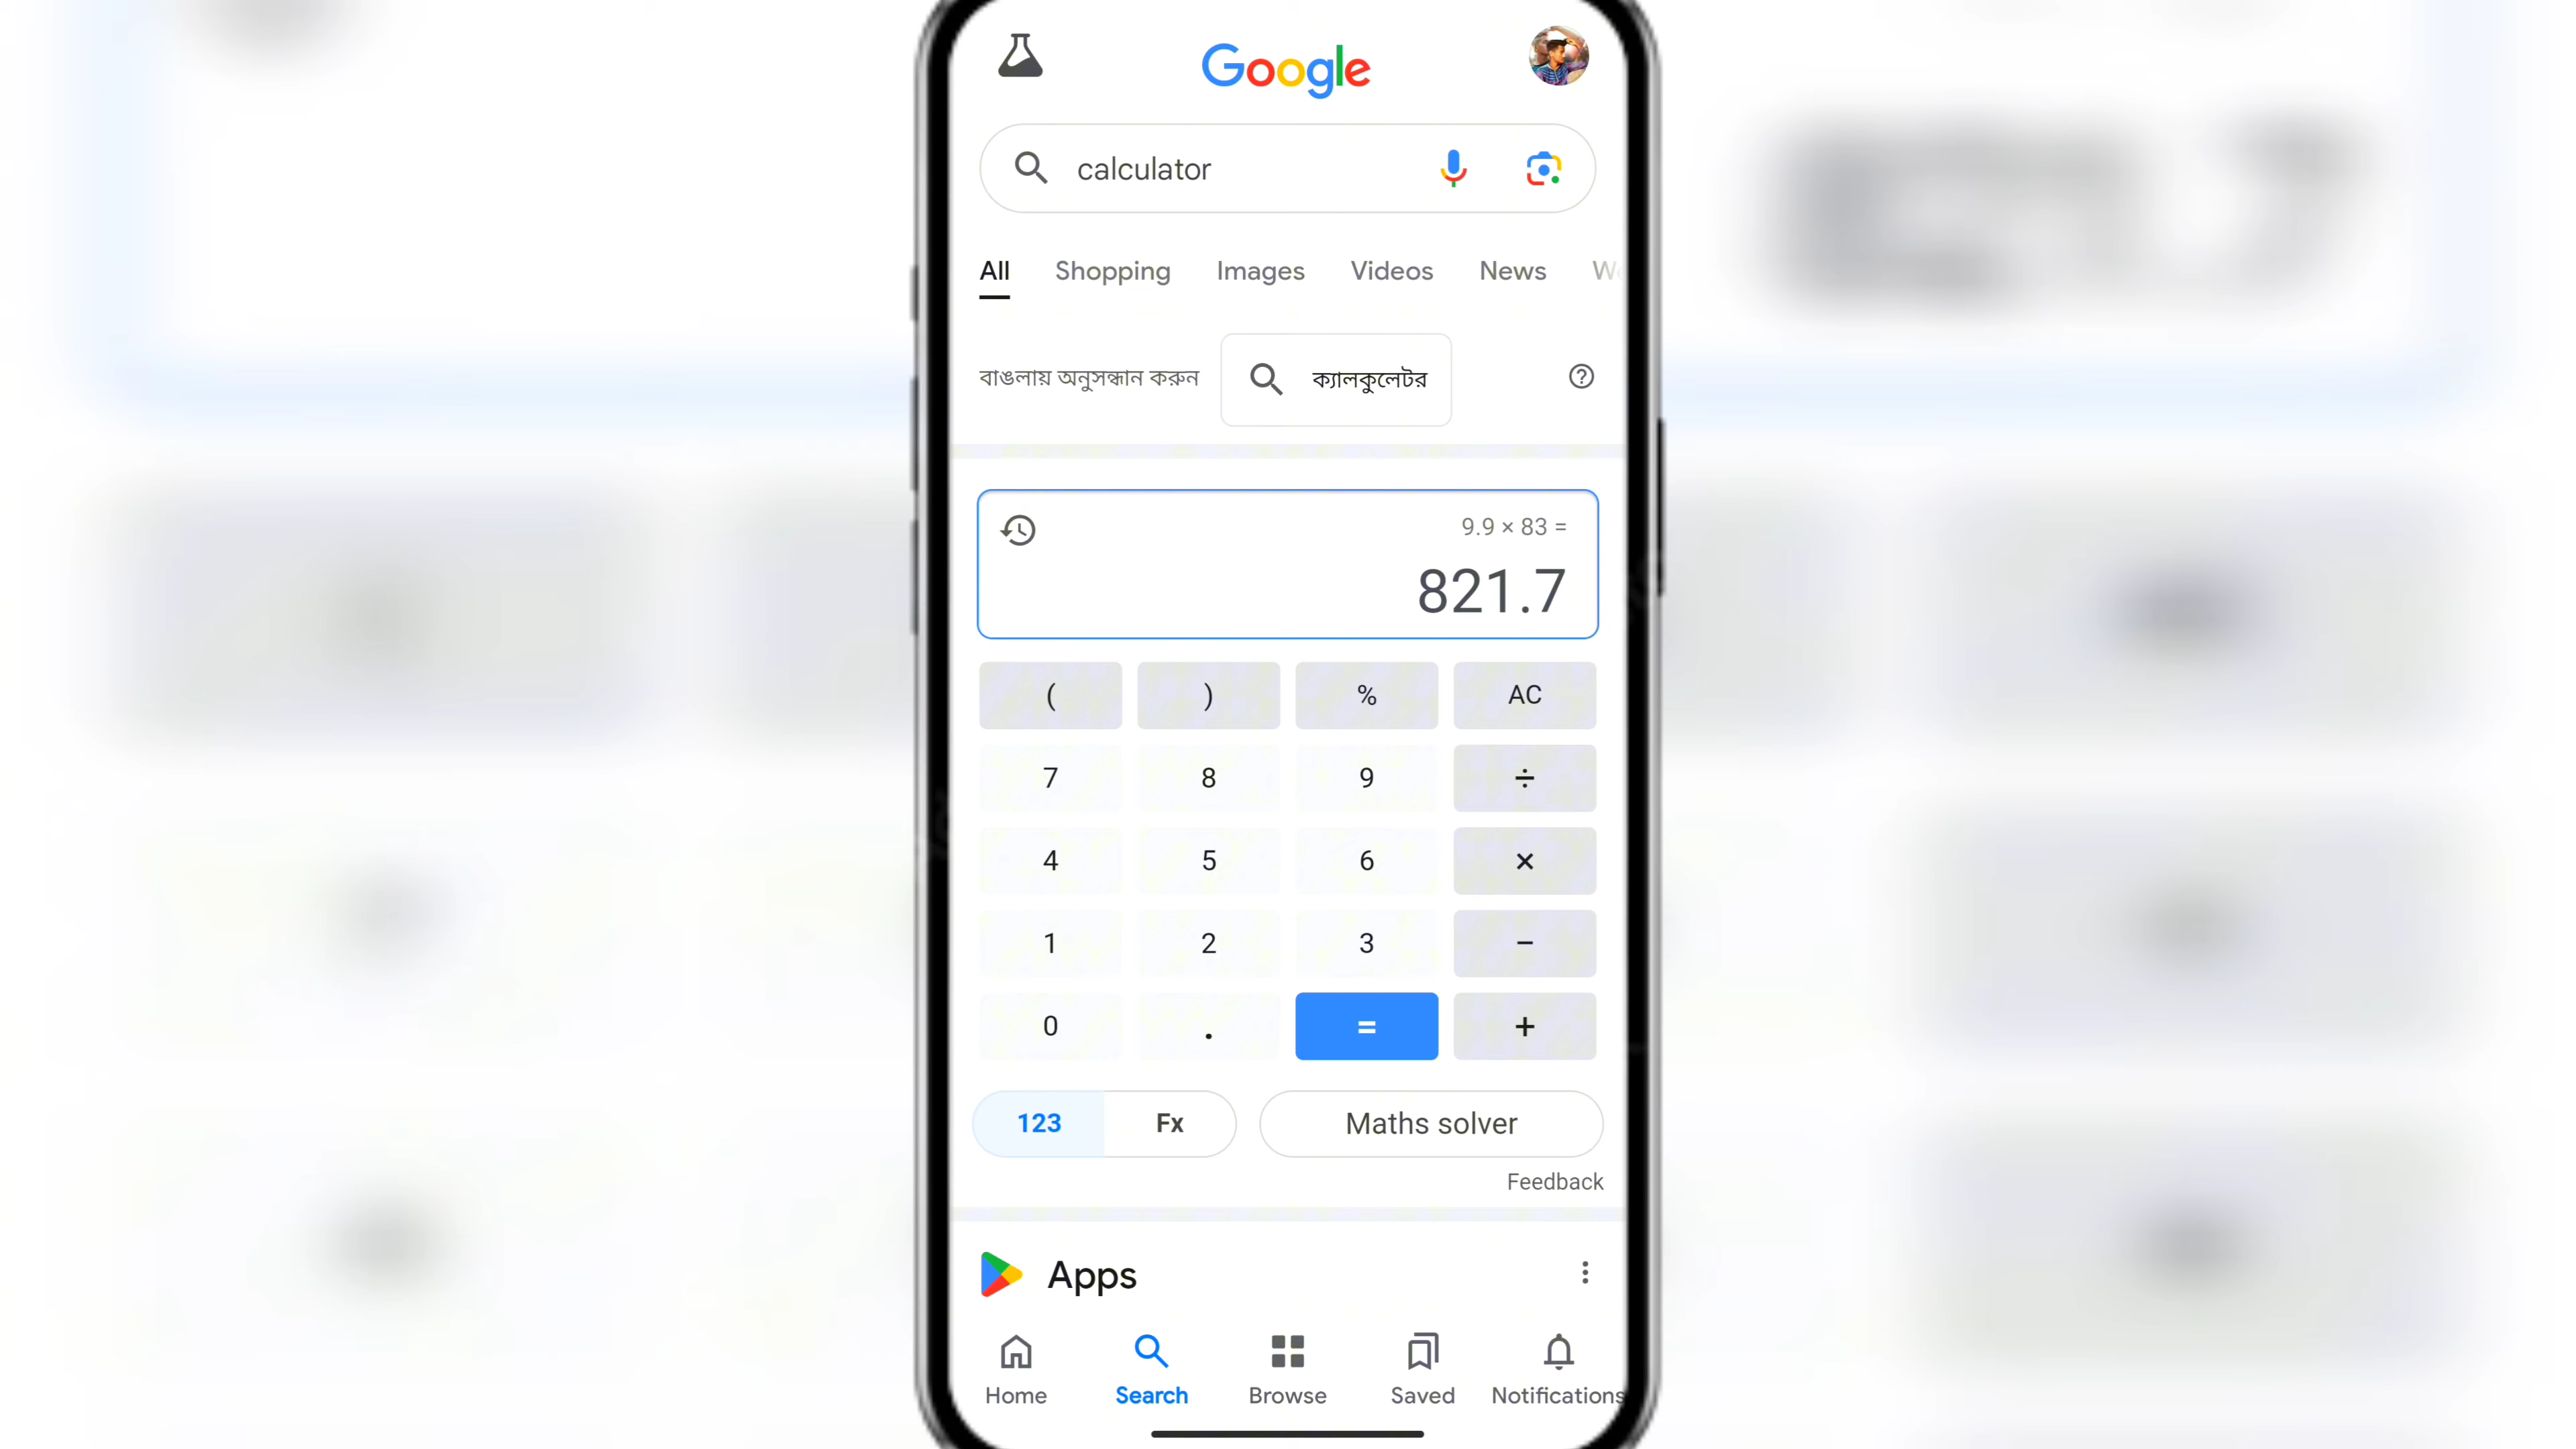 Google
calculator
All Shopping Images Videos News
বাঙলায় অনুসন্ধান করুন ক্যালকুলেটর
9.9 × 83 =
821.7
( ) % AC
7 8 9 ÷
4 5 6 ×
1 2 3 −
0 . = +
123 Fx Maths solver
Feedback
Apps
Home Search Browse Saved Notifications